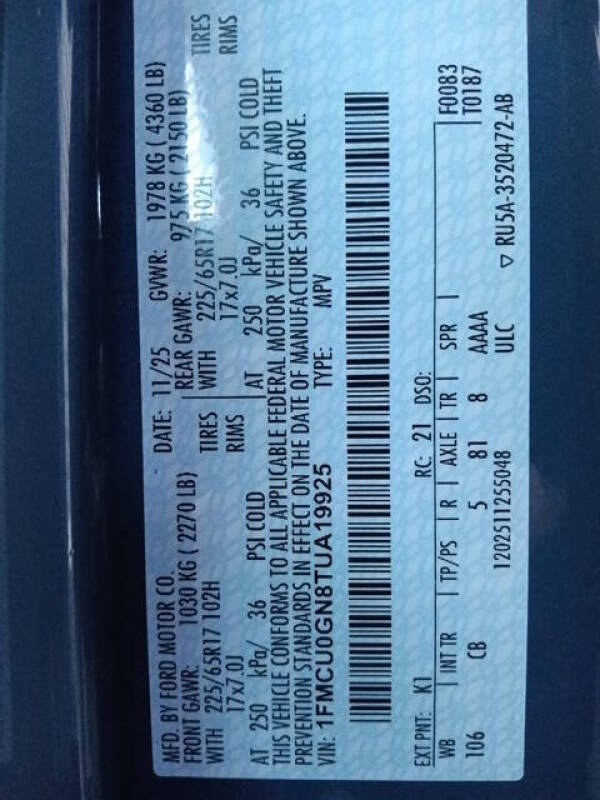 MFD. BY FORD MOTOR CO. DATE: 11/25 GVWR: 1978 KG ( 4360 LB)
FRONT GAWR: 1030 KG ( 2270 LB) REAR GAWR: 975 KG ( 2150 LB)
WITH 225/65R17 102H TIRES WITH 225/65R17 102H TIRES
17x7.0J RIMS 17x7.0J RIMS
AT 250 kPa/ 36 PSI COLD AT 250 kPa/ 36 PSI COLD
THIS VEHICLE CONFORMS TO ALL APPLICABLE FEDERAL MOTOR VEHICLE SAFETY AND THEFT
PREVENTION STANDARDS IN EFFECT ON THE DATE OF MANUFACTURE SHOWN ABOVE.
VIN: 1FMCU0GN8TUA19925 TYPE: MPV
F0083
T0187
EXT PNT: K1 RC: 21 DSO:
WB INT TR TP/PS R AXLE TR SPR
106 CB 5 81 8 AAAA
ULC
1202511255048 ▽ RU5A-3520472-AB